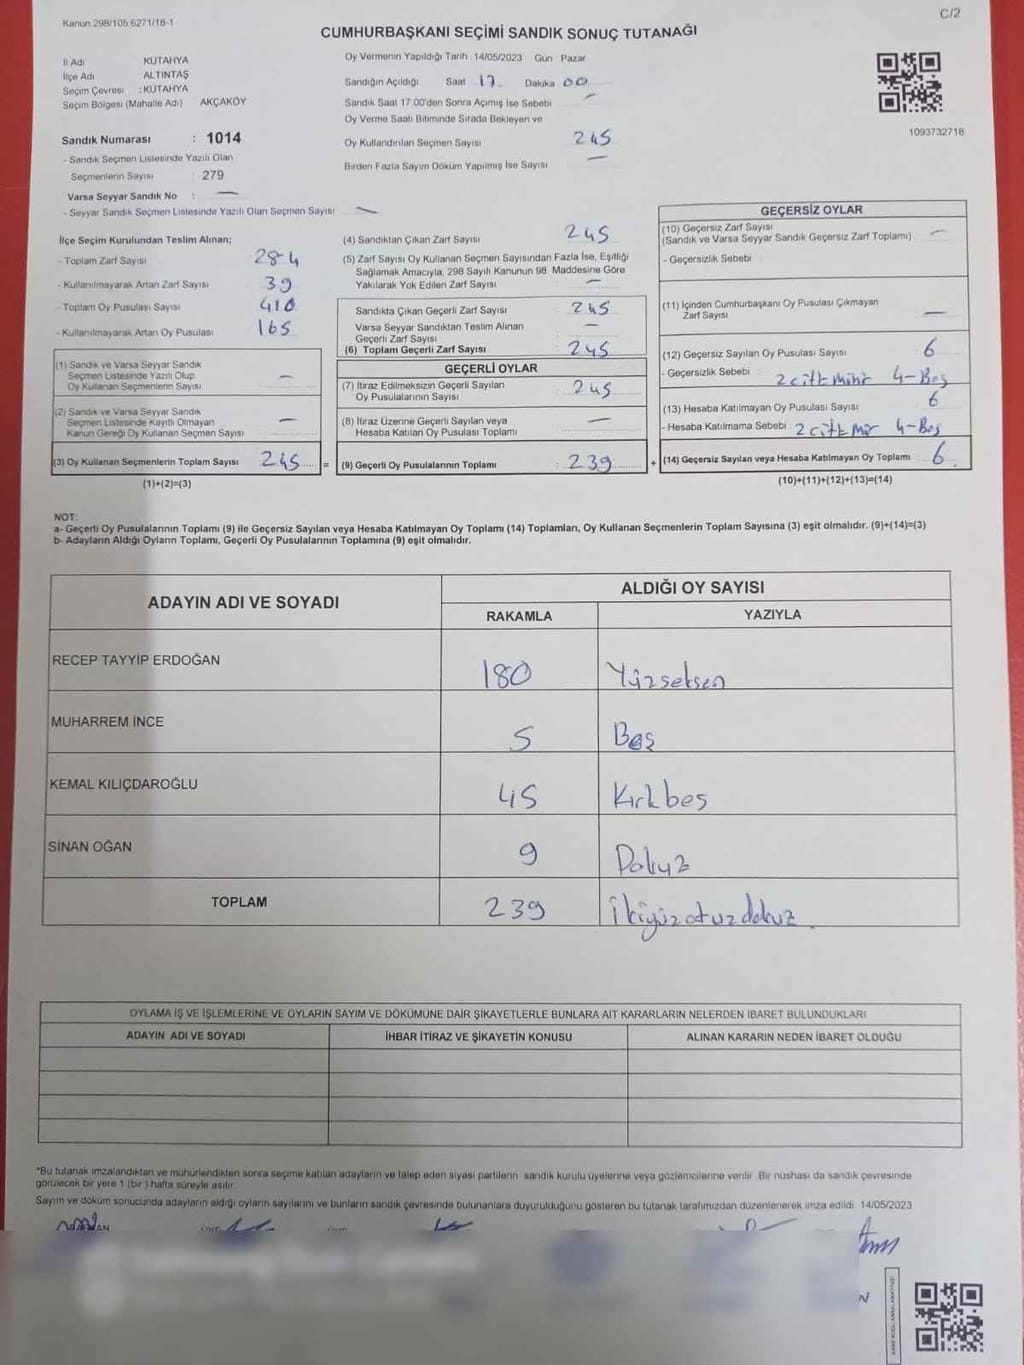 Kanun.298/105.6271/18-1
C/2
CUMHURBAŞKANI SEÇİMİ SANDIK SONUÇ TUTANAĞI
İl Adı KÜTAHYA
İlçe Adı ALTINTAŞ
Seçim Çevresi : KÜTAHYA
Seçim Bölgesi (Mahalle Adı) AKÇAKÖY
Sandık Numarası : 1014
- Sandık Seçmen Listesinde Yazılı Olan
Seçmenlerin Sayısı : 279
Varsa Seyyar Sandık No : —
- Seyyar Sandık Seçmen Listesinde Yazılı Olan Seçmen Sayısı —
Oy Vermenin Yapıldığı Tarih 14/05/2023 Gün Pazar
Sandığın Açıldığı Saat 17 Dakika 00
Sandık Saat 17 00'den Sonra Açımış İse Sebebi —
Oy Verme Saati Bitiminde Sırada Bekleyen ve
Oy Kullandırılan Seçmen Sayısı 245
Birden Fazla Sayım Döküm Yapılmış İse Sayısı —
1093732718
İlçe Seçim Kurulundan Teslim Alınan;
- Toplam Zarf Sayısı 284
- Kullanılmayarak Artan Zarf Sayısı 39
- Toplam Oy Pusulası Sayısı 410
- Kullanılmayarak Artan Oy Pusulası 165
(1) Sandık ve Varsa Seyyar Sandık
Seçmen Listesinde Yazılı Olup
Oy Kullanan Seçmenlerin Sayısı —
(2) Sandık ve Varsa Seyyar Sandık
Seçmen Listesinde Kayıtlı Olmayan
Kanun Gereği Oy Kullanan Seçmen Sayısı —
(3) Oy Kullanan Seçmenlerin Toplam Sayısı 245 =
(1)+(2)=(3)
(4) Sandıktan Çıkan Zarf Sayısı 245
(5) Zarf Sayısı Oy Kullanan Seçmen Sayısından Fazla İse, Eşitliği
Sağlamak Amacıyla, 298 Sayılı Kanunun 98 Maddesine Göre
Yakılarak Yok Edilen Zarf Sayısı —
Sandıkta Çıkan Geçerli Zarf Sayısı 245
Varsa Seyyar Sandıktan Teslim Alınan
Geçerli Zarf Sayısı —
(6) Toplam Geçerli Zarf Sayısı 245
GEÇERLİ OYLAR
(7) İtiraz Edilmeksizin Geçerli Sayılan
Oy Pusulalarının Sayısı 245
(8) İtiraz Üzerine Geçerli Sayılan veya
Hesaba Katılan Oy Pusulası Toplamı —
(9) Geçerli Oy Pusulalarının Toplamı : 239 +
GEÇERSİZ OYLAR
(10) Geçersiz Zarf Sayısı
(Sandık ve Varsa Seyyar Sandık Geçersiz Zarf Toplamı) —
- Geçersizlik Sebebi
(11) İçinden Cumhurbaşkanı Oy Pusulası Çıkmayan
Zarf Sayısı —
(12) Geçersiz Sayılan Oy Pusulası Sayısı 6
- Geçersizlik Sebebi 2 Çift Mühür 4-Boş
(13) Hesaba Katılmayan Oy Pusulası Sayısı 6
- Hesaba Katılmama Sebebi 2 Çift Mür 4-Boş
(14) Geçersiz Sayılan veya Hesaba Katılmayan Oy Toplamı 6
(10)+(11)+(12)+(13)=(14)
NOT:
a- Geçerli Oy Pusulalarının Toplamı (9) ile Geçersiz Sayılan veya Hesaba Katılmayan Oy Toplamı (14) Toplamları, Oy Kullanan Seçmenlerin Toplam Sayısına (3) eşit olmalıdır. (9)+(14)=(3)
b- Adayların Aldığı Oyların Toplamı, Geçerli Oy Pusulalarının Toplamına (9) eşit olmalıdır.
ADAYIN ADI VE SOYADI
ALDIĞI OY SAYISI
RAKAMLA YAZIYLA
RECEP TAYYİP ERDOĞAN 180 Yüzseksen
MUHARREM İNCE 5 Beş
KEMAL KILIÇDAROĞLU 45 Kırkbeş
SİNAN OĞAN 9 Dokuz
TOPLAM 239 İkiyüzotuzdokuz
OYLAMA İŞ VE İŞLEMLERİNE VE OYLARIN SAYIM VE DÖKÜMÜNE DAİR ŞİKAYETLERLE BUNLARA AİT KARARLARIN NELERDEN İBARET BULUNDUKLARI
ADAYIN ADI VE SOYADI İHBAR İTİRAZ VE ŞİKAYETİN KONUSU ALINAN KARARIN NEDEN İBARET OLDUĞU
*Bu tutanak imzalandıktan ve mühürlendikten sonra seçime katılan adayların ve talep eden siyasi partilerin sandık kurulu üyelerine veya gözlemcilerine verilir. Bir nüshası da sandık çevresinde
görülecek bir yere 1 (bir) hafta süreyle asılır.
Sayım ve döküm sonucunda adayların aldığı oyların sayılarını ve bunların sandık çevresinde bulunanlara duyurulduğunu gösteren bu tutanak tarafımızdan düzenlenerek imza edildi 14/05/2023